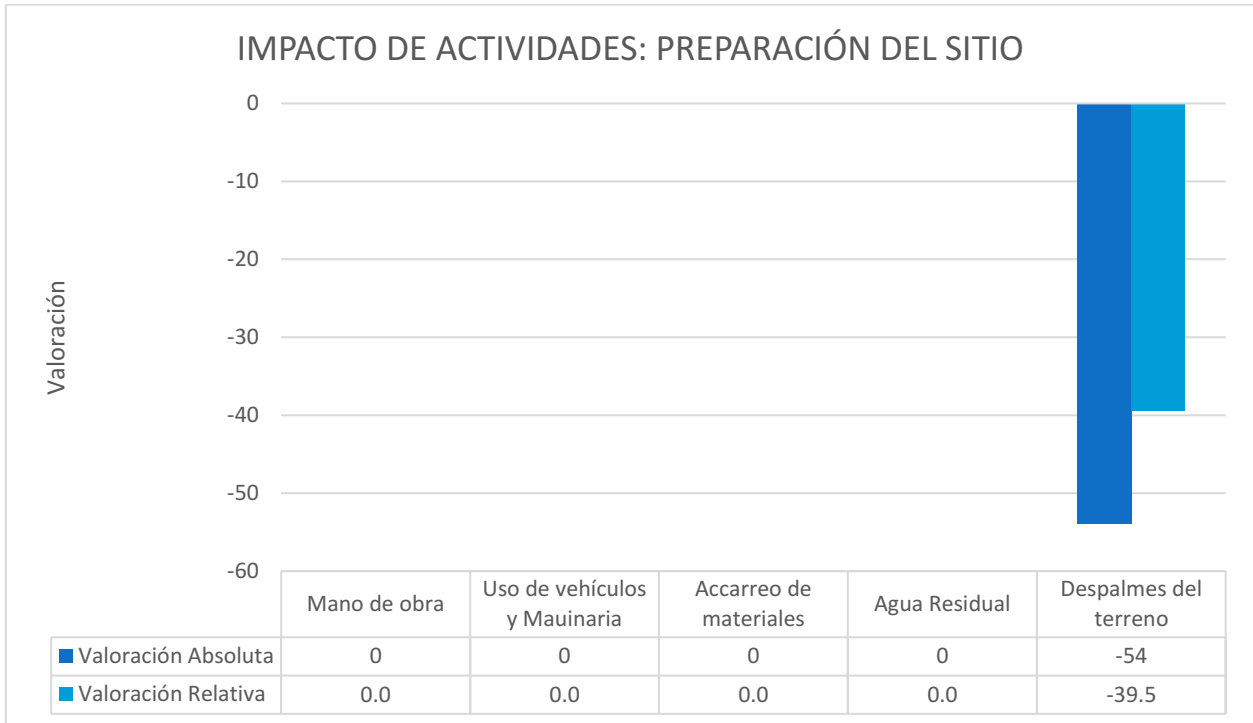 IMPACTO DE ACTIVIDADES: PREPARACIÓN DEL SITIO
Valoración
0
-10
-20
-30
-40
-50
-60
Mano de obra
Uso de vehículos
y Mauinaria
Accarreo de
materiales
Agua Residual
Despalmes del
terreno
Valoración Absoluta 0 0 0 0 -54
Valoración Relativa 0.0 0.0 0.0 0.0 -39.5